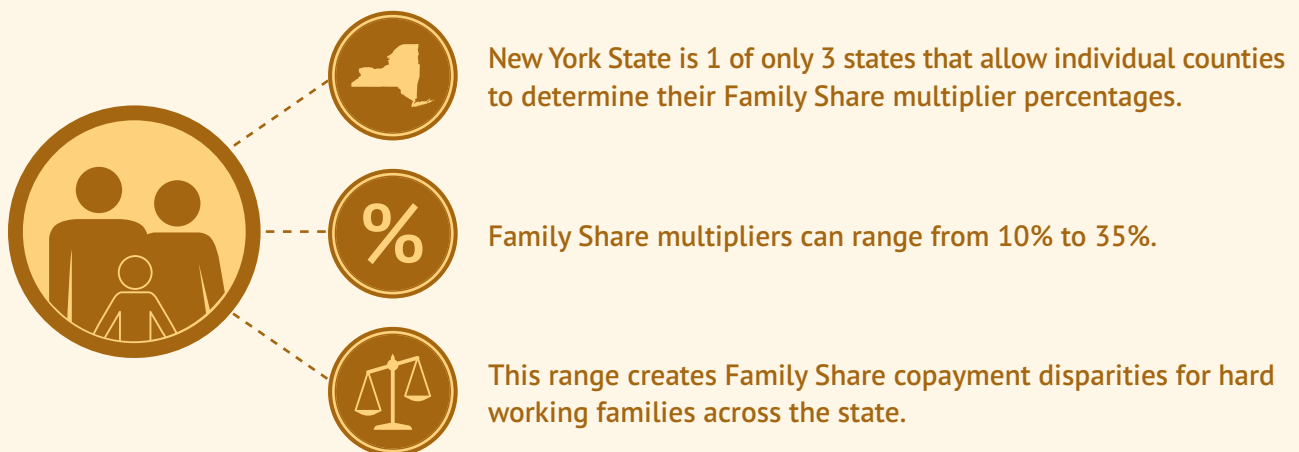 New York State is 1 of only 3 states that allow individual counties
to determine their Family Share multiplier percentages.
%
Family Share multipliers can range from 10% to 35%.
This range creates Family Share copayment disparities for hard
working families across the state.